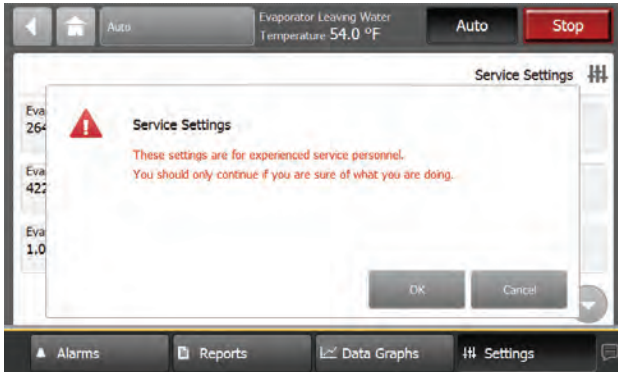 Auto
Evaporator Leaving Water
Temperature 54.0 ºF
Auto
Stop
Service Settings
Eva
264
Service Settings
These settings are for experienced service personnel.
You should only continue if you are sure of what you are doing.
Eva
422
Eva
1.0
OK
Cancel
Alarms
Reports
Data Graphs
Settings